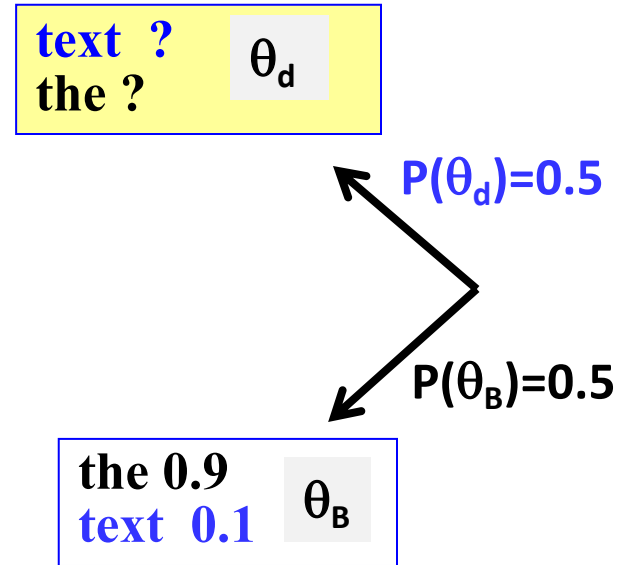 text ? θd
the ?
P(θd)=0.5
P(θB)=0.5
the 0.9
text 0.1 θB